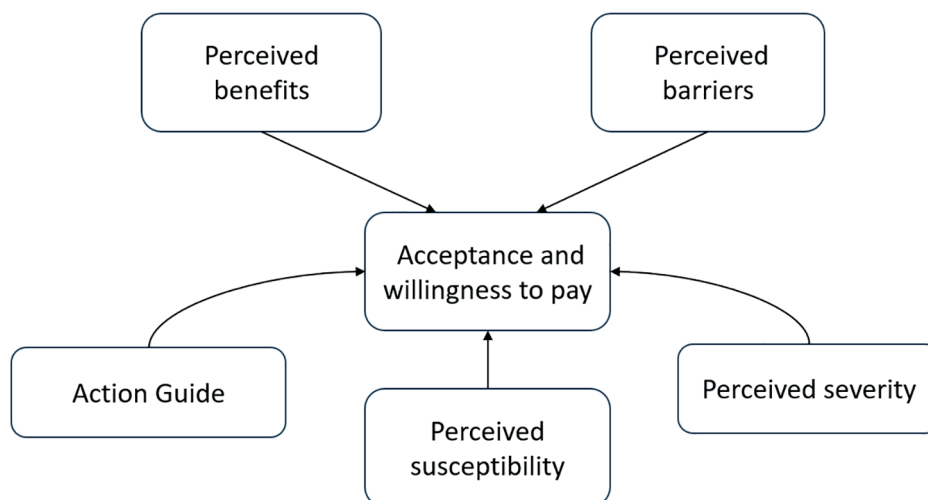 Perceived
benefits
Perceived
barriers
Acceptance and
willingness to pay
Action Guide
Perceived
susceptibility
Perceived severity